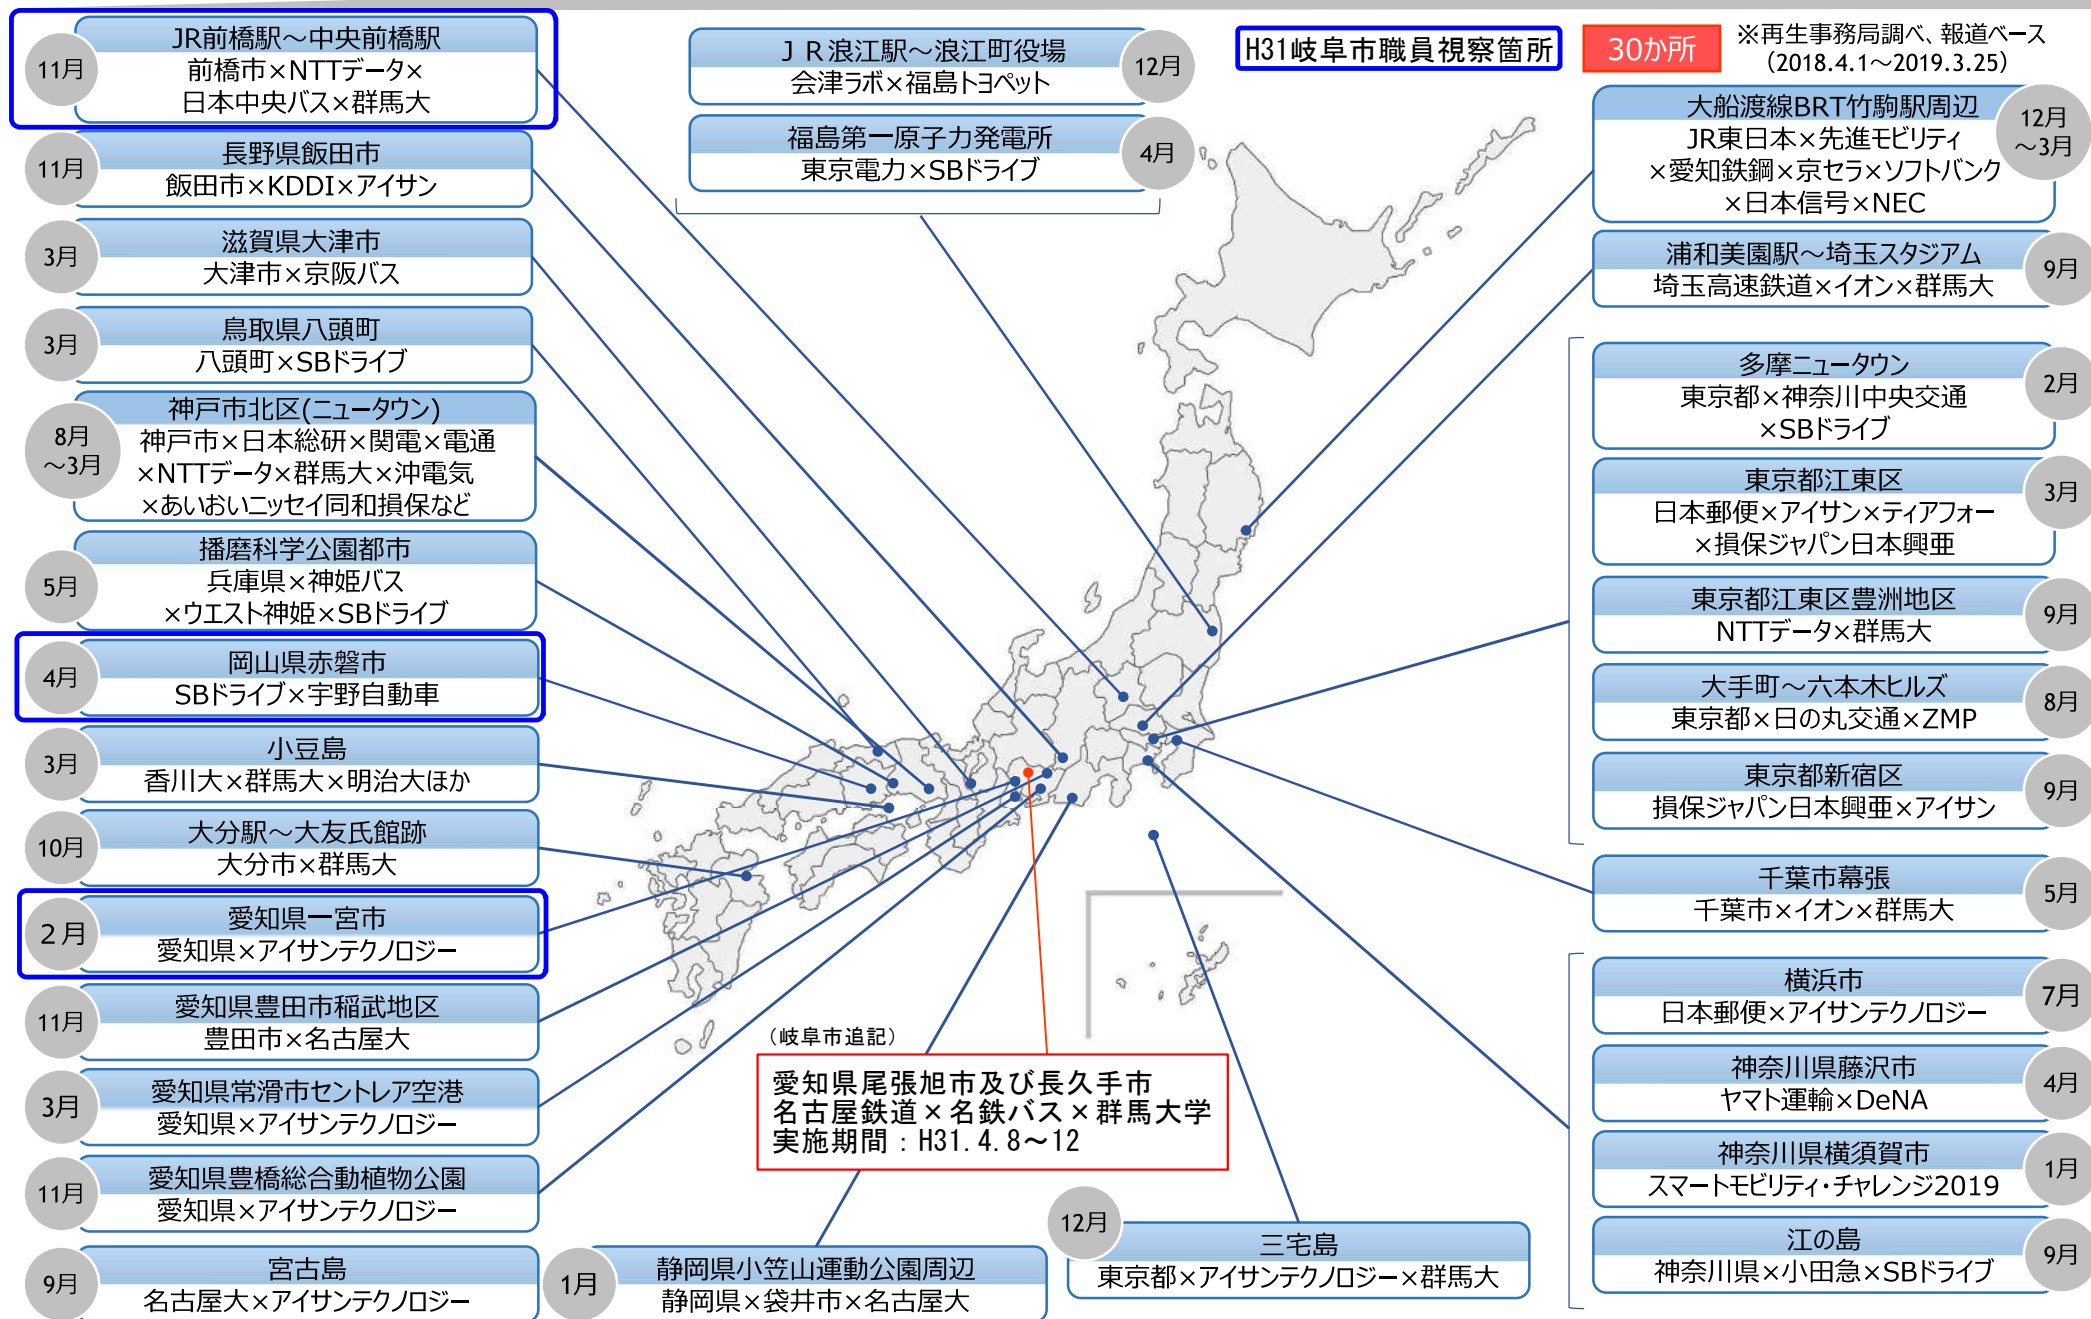 11月
JR前橋駅～中央前橋駅
前橋市×NTTデータ×
日本中央バス×群馬大
11月
長野県飯田市
飯田市×KDDI×アイサン
3月
滋賀県大津市
大津市×京阪バス
3月
鳥取県八頭町
八頭町×SBドライブ
8月
～3月
神戸市北区(ニュータウン)
神戸市×日本総研×関電×電通
×NTTデータ×群馬大×沖電気
×あいおいニッセイ同和損保など
5月
播磨科学公園都市
兵庫県×神姫バス
×ウエスト神姫×SBドライブ
4月
岡山県赤磐市
SBドライブ×宇野自動車
3月
小豆島
香川大×群馬大×明治大ほか
10月
大分駅～大友氏館跡
大分市×群馬大
２月
愛知県一宮市
愛知県×アイサンテクノロジー
11月
愛知県豊田市稲武地区
豊田市×名古屋大
3月
愛知県常滑市セントレア空港
愛知県×アイサンテクノロジー
11月
愛知県豊橋総合動植物公園
愛知県×アイサンテクノロジー
9月
宮古島
名古屋大×アイサンテクノロジー
ＪＲ浪江駅～浪江町役場
会津ラボ×福島トヨペット
12月
福島第一原子力発電所
東京電力×SBドライブ
4月
H31岐阜市職員視察箇所
30か所
※再生事務局調べ、報道ベース
（2018.4.1～2019.3.25）
大船渡線BRT竹駒駅周辺
JR東日本×先進モビリティ
×愛知鉄鋼×京セラ×ソフトバンク
×日本信号×NEC
12月
～3月
浦和美園駅～埼玉スタジアム
埼玉高速鉄道×イオン×群馬大
9月
多摩ニュータウン
東京都×神奈川中央交通
×SBドライブ
2月
東京都江東区
日本郵便×アイサン×ティアフォー
×損保ジャパン日本興亜
3月
東京都江東区豊洲地区
NTTデータ×群馬大
9月
大手町～六本木ヒルズ
東京都×日の丸交通×ZMP
8月
東京都新宿区
損保ジャパン日本興亜×アイサン
9月
千葉市幕張
千葉市×イオン×群馬大
5月
横浜市
日本郵便×アイサンテクノロジー
7月
神奈川県藤沢市
ヤマト運輸×DeNA
4月
神奈川県横須賀市
スマートモビリティ・チャレンジ2019
1月
江の島
神奈川県×小田急×SBドライブ
9月
（岐阜市追記）
愛知県尾張旭市及び長久手市
名古屋鉄道×名鉄バス×群馬大学
実施期間：H31.4.8～12
1月
静岡県小笠山運動公園周辺
静岡県×袋井市×名古屋大
12月
三宅島
東京都×アイサンテクノロジー×群馬大